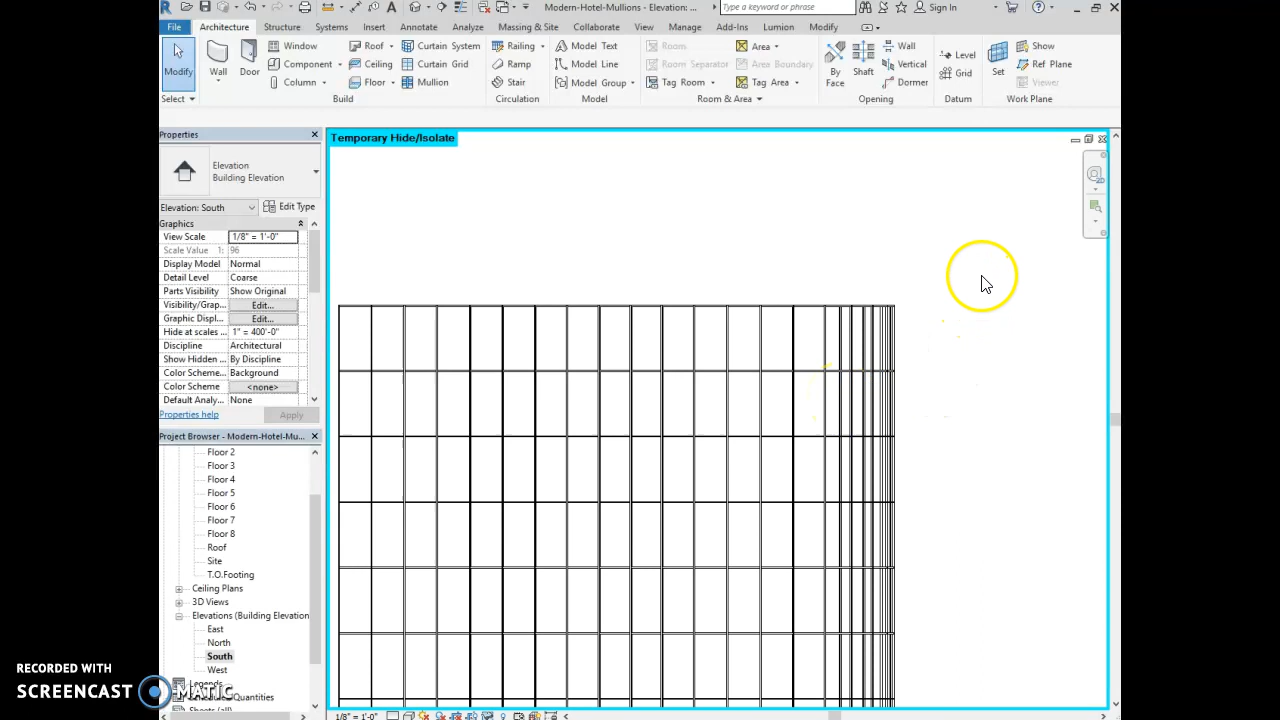 Modern-Hotel-Mullions - Elevation: ...
Type a keyword or phrase
Sign In
File Architecture Structure Systems Insert Annotate Analyze Massing & Site Collaborate View Manage Add-Ins Lumion Modify
Modify
Wall
Door
Window
Component
Column
Roof
Ceiling
Floor
Curtain System
Curtain Grid
Mullion
Railing
Ramp
Stair
Model Text
Model Line
Model Group
Room
Room Separator
Tag Room
Area
Area Boundary
Tag Area
By Face
Shaft
Wall
Vertical
Dormer
Level
Grid
Set
Show
Ref Plane
Viewer
Select Build Circulation Model Room & Area Opening Datum Work Plane
Properties
Elevation
Building Elevation
Elevation: South
Edit Type
Graphics
View Scale 1/8" = 1'-0"
Scale Value 1: 96
Display Model Normal
Detail Level Coarse
Parts Visibility Show Original
Visibility/Grap... Edit...
Graphic Displ... Edit...
Hide at scales ... 1" = 400'-0"
Discipline Architectural
Show Hidden ... By Discipline
Color Scheme... Background
Color Scheme <none>
Default Analy... None
Properties help Apply
Project Browser - Modern-Hotel-Mu...
Floor 2
Floor 3
Floor 4
Floor 5
Floor 6
Floor 7
Floor 8
Roof
Site
T.O.Footing
Ceiling Plans
3D Views
Elevations (Building Elevation
East
North
South
West
Legends
Sheets (all)
Temporary Hide/Isolate
1/8" = 1'-0"
RECORDED WITH
SCREENCAST MATIC